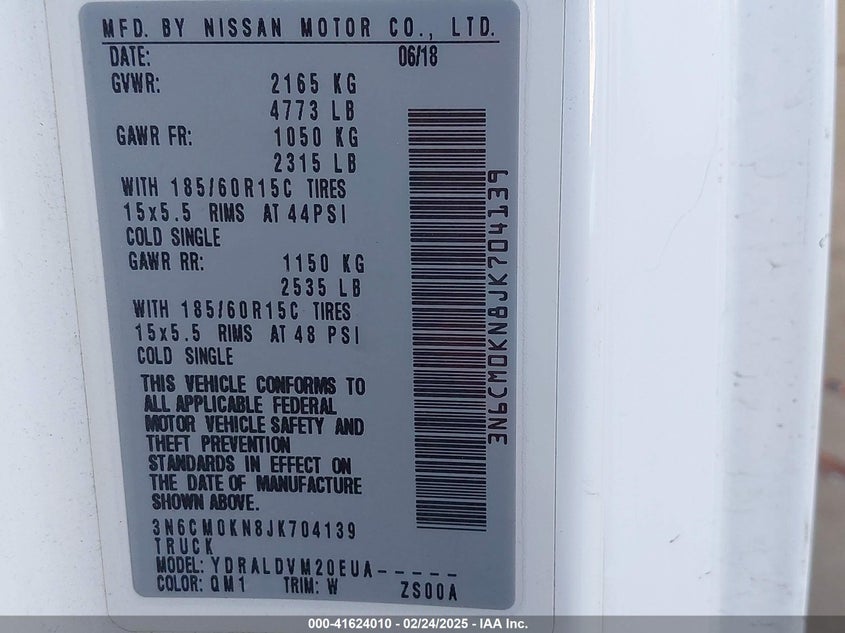 MFD. BY NISSAN MOTOR CO., LTD.
DATE: 06/18
GVWR: 2165 KG
4773 LB
GAWR FR: 1050 KG
2315 LB
WITH 185/60R15C TIRES
15x5.5 RIMS AT 44PSI
COLD SINGLE
GAWR RR: 1150 KG
2535 LB
WITH 185/60R15C TIRES
15x5.5 RIMS AT 48 PSI
COLD SINGLE
THIS VEHICLE CONFORMS TO
ALL APPLICABLE FEDERAL
MOTOR VEHICLE SAFETY AND
THEFT PREVENTION
STANDARDS IN EFFECT ON
THE DATE OF MANUFACTURE
SHOWN ABOVE.
3N6CM0KN8JK704139
TRUCK
MODEL: YDRALDVM20EUA-----
COLOR: QM1 TRIM: W ZS00A
3N6CM0KN8JK704139
000-41624010 - 02/24/2025 - IAA Inc.